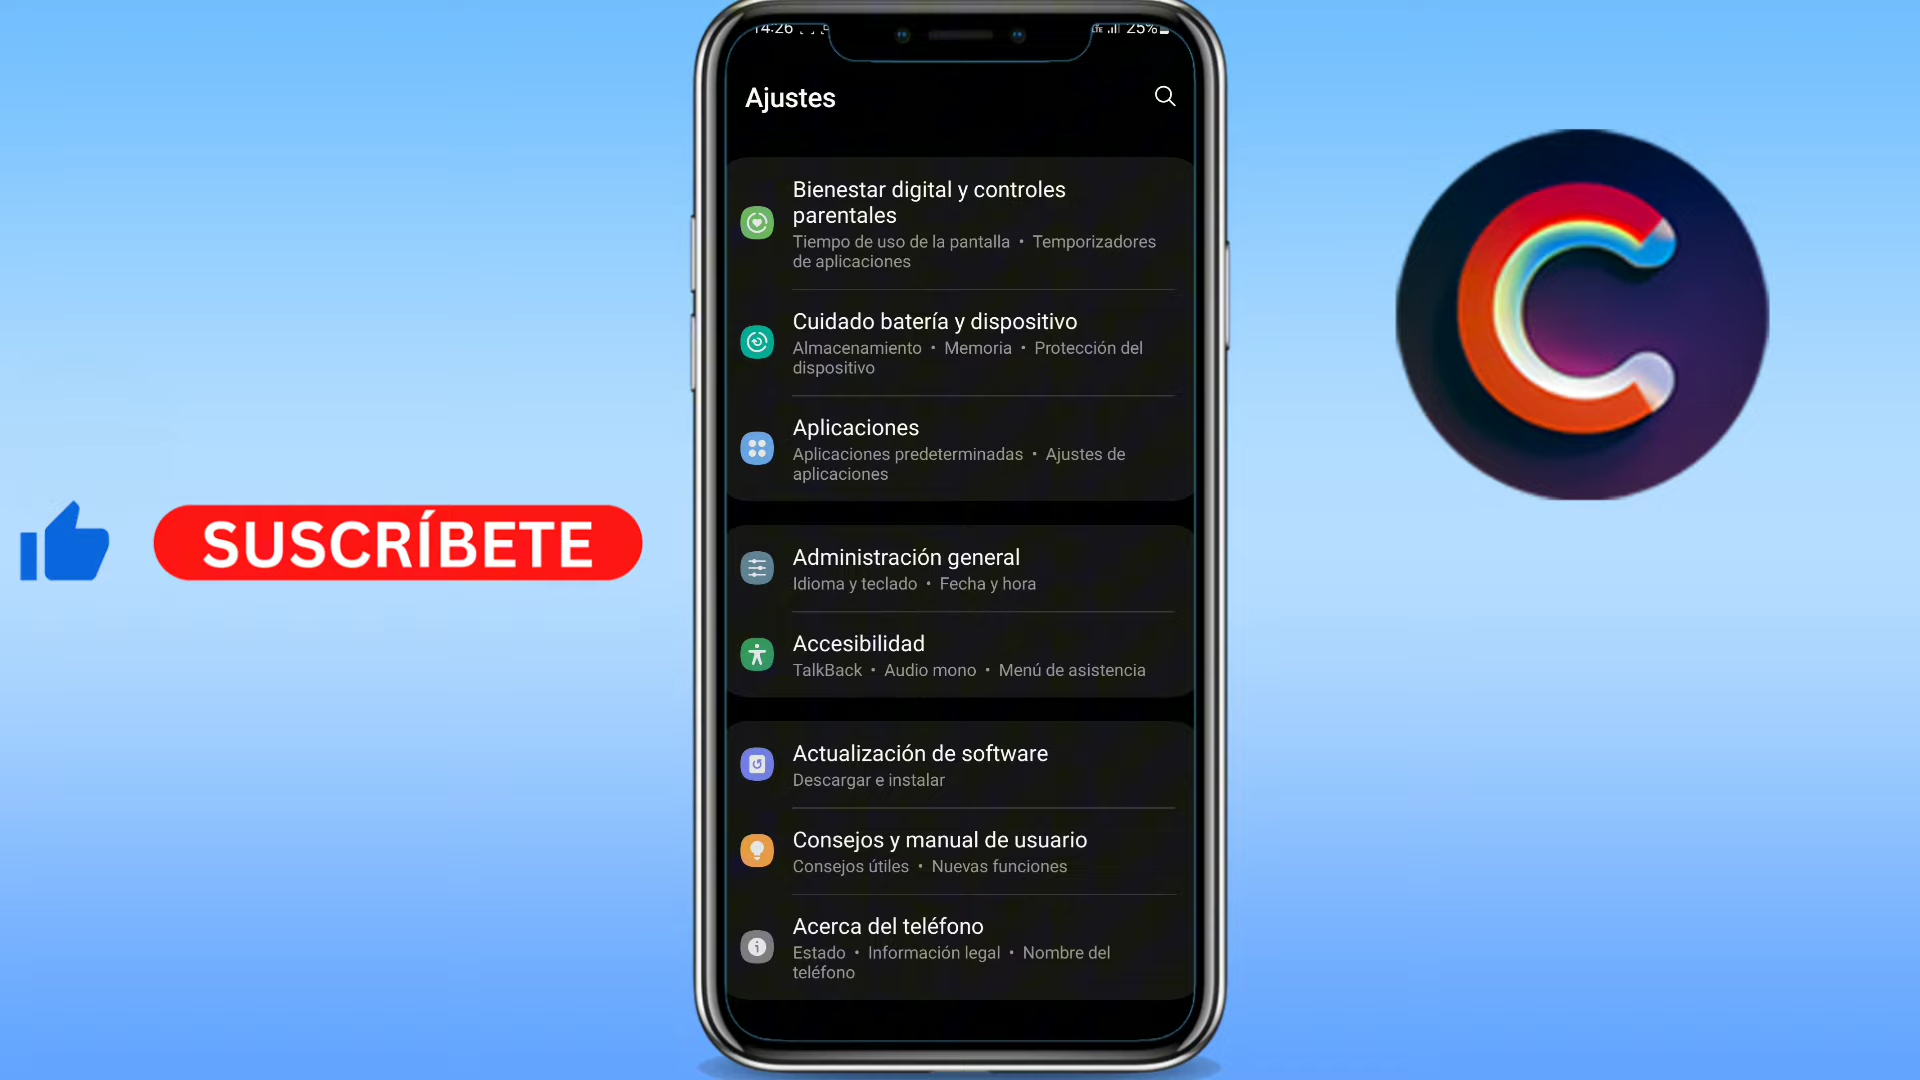 14:26
LTE 25%
Ajustes
Bienestar digital y controles
parentales
Tiempo de uso de la pantalla • Temporizadores
de aplicaciones
Cuidado batería y dispositivo
Almacenamiento • Memoria • Protección del
dispositivo
Aplicaciones
Aplicaciones predeterminadas • Ajustes de
aplicaciones
SUSCRÍBETE
Administración general
Idioma y teclado • Fecha y hora
Accesibilidad
TalkBack • Audio mono • Menú de asistencia
Actualización de software
Descargar e instalar
Consejos y manual de usuario
Consejos útiles • Nuevas funciones
Acerca del teléfono
Estado • Información legal • Nombre del
teléfono
C